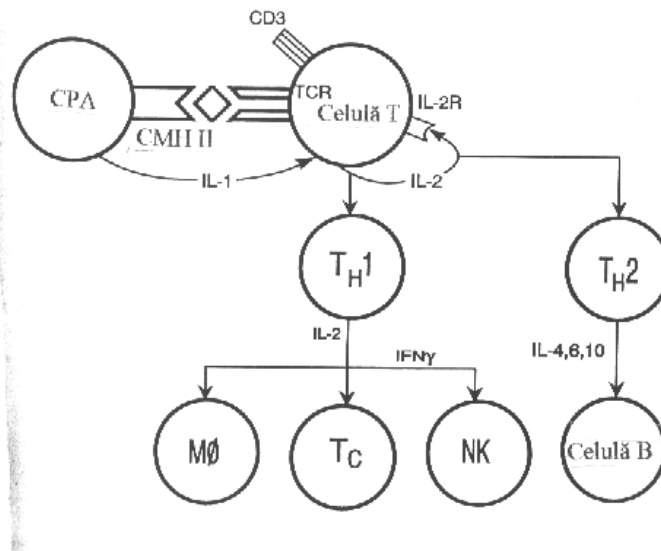 CD3
CPA
TCR
IL-2R
Celulă T
CMH II
IL-1
IL-2
TH1
TH2
IL-2
IFNγ
IL-4,6,10
MØ
TC
NK
Celulă B